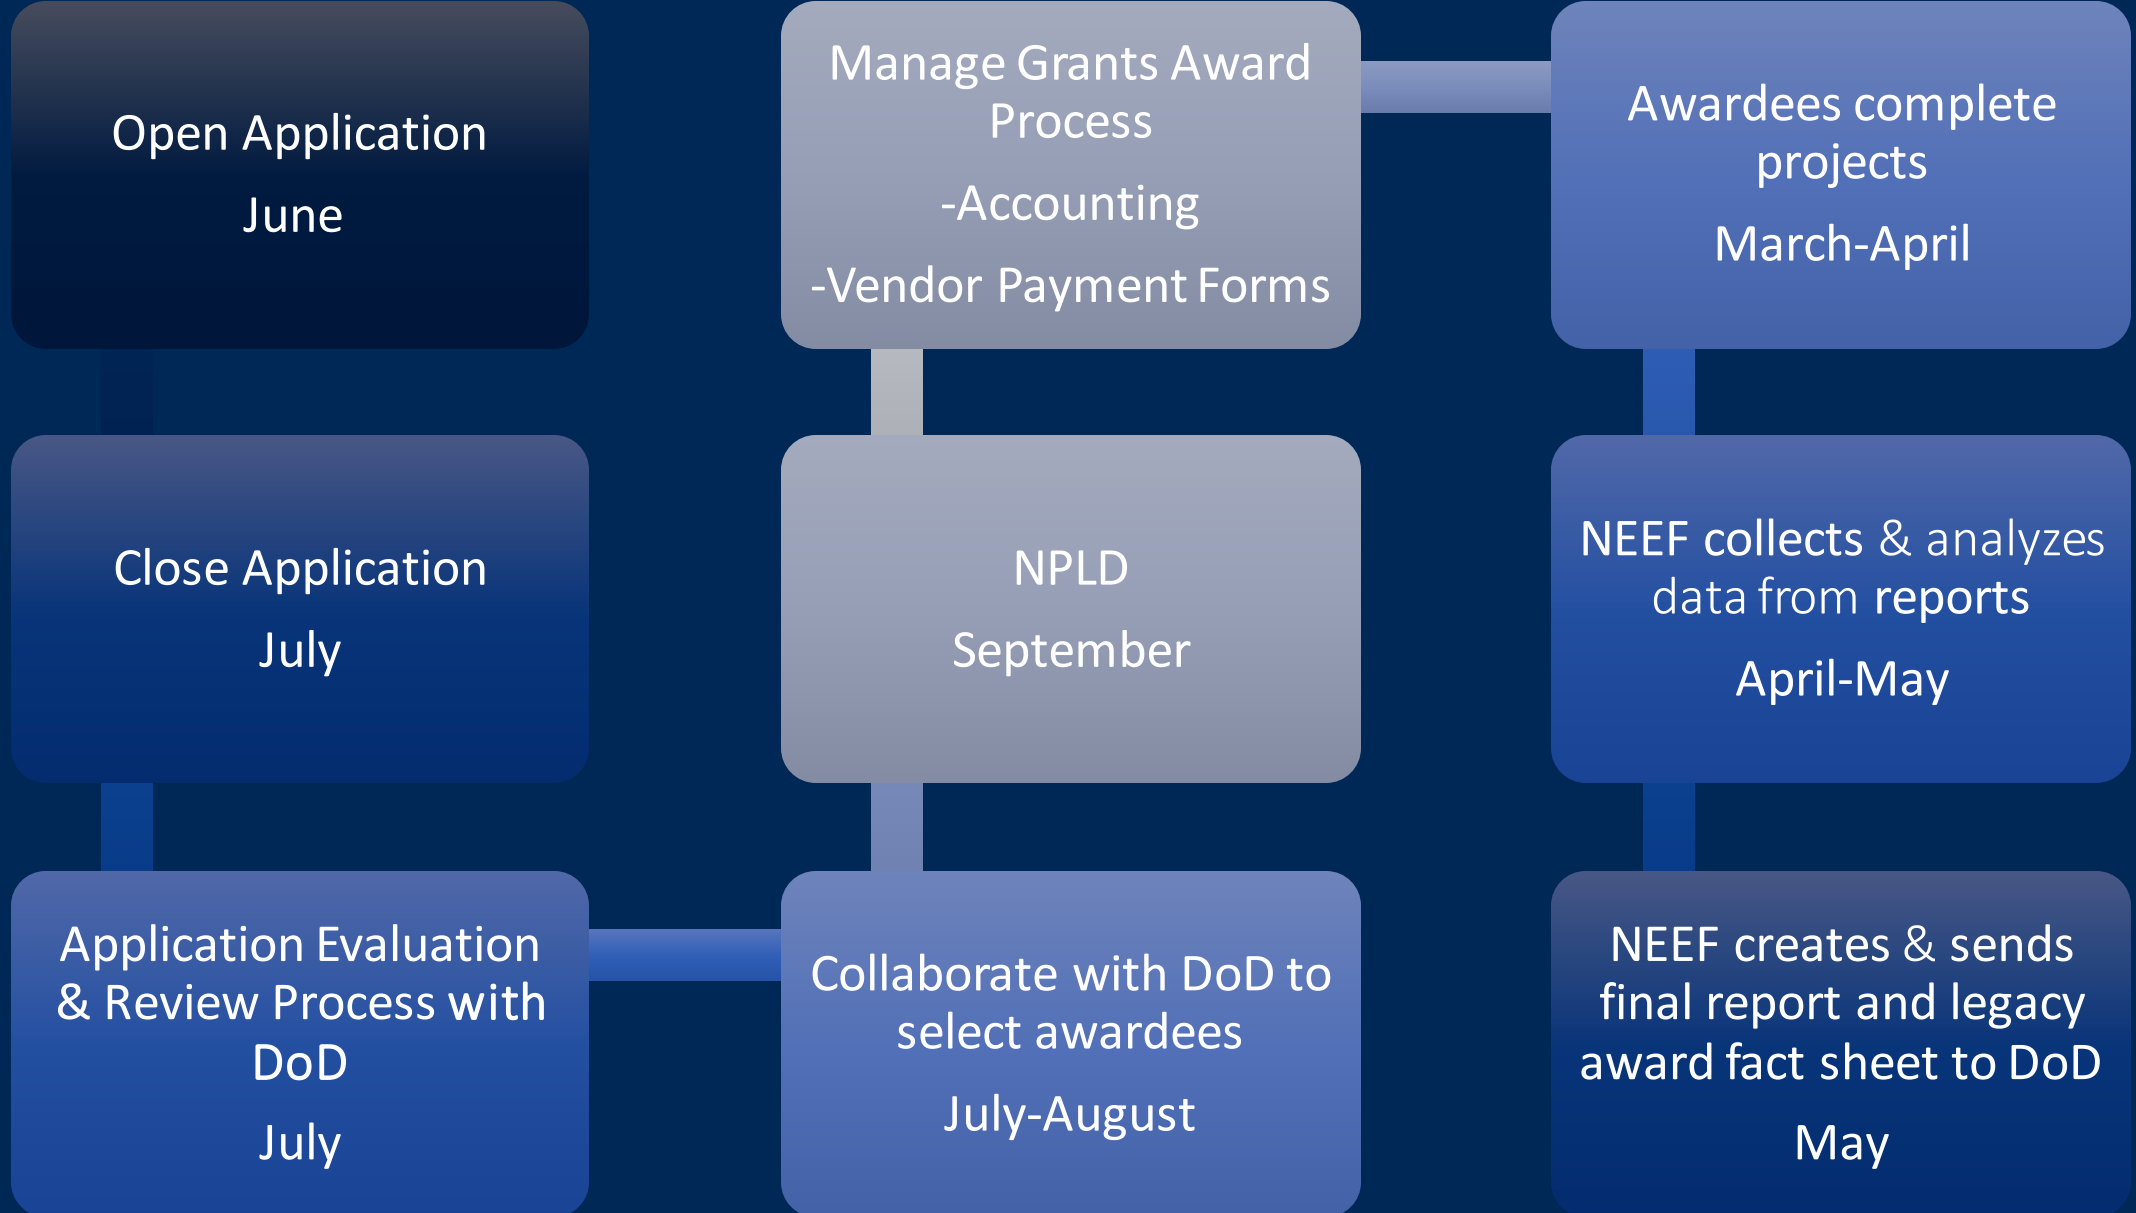 Open Application
June
Close Application
July
Application Evaluation
& Review Process with
DoD
July
Collaborate with DoD to
select awardees
July-August
NPLD
September
Manage Grants Award
Process
-Accounting
-Vendor Payment Forms
Awardees complete
projects
March-April
NEEF collects & analyzes
data from reports
April-May
NEEF creates & sends
final report and legacy
award fact sheet to DoD
May